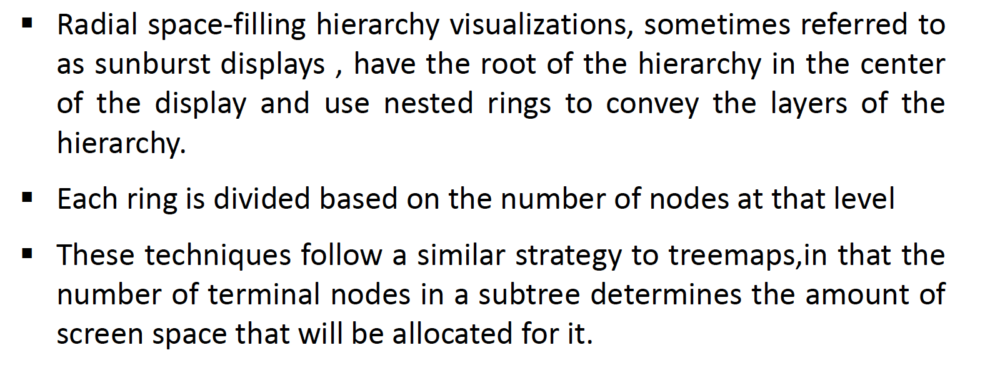 ▪ Radial space-filling hierarchy visualizations, sometimes referred to
as sunburst displays , have the root of the hierarchy in the center
of the display and use nested rings to convey the layers of the
hierarchy.
▪ Each ring is divided based on the number of nodes at that level
▪ These techniques follow a similar strategy to treemaps,in that the
number of terminal nodes in a subtree determines the amount of
screen space that will be allocated for it.